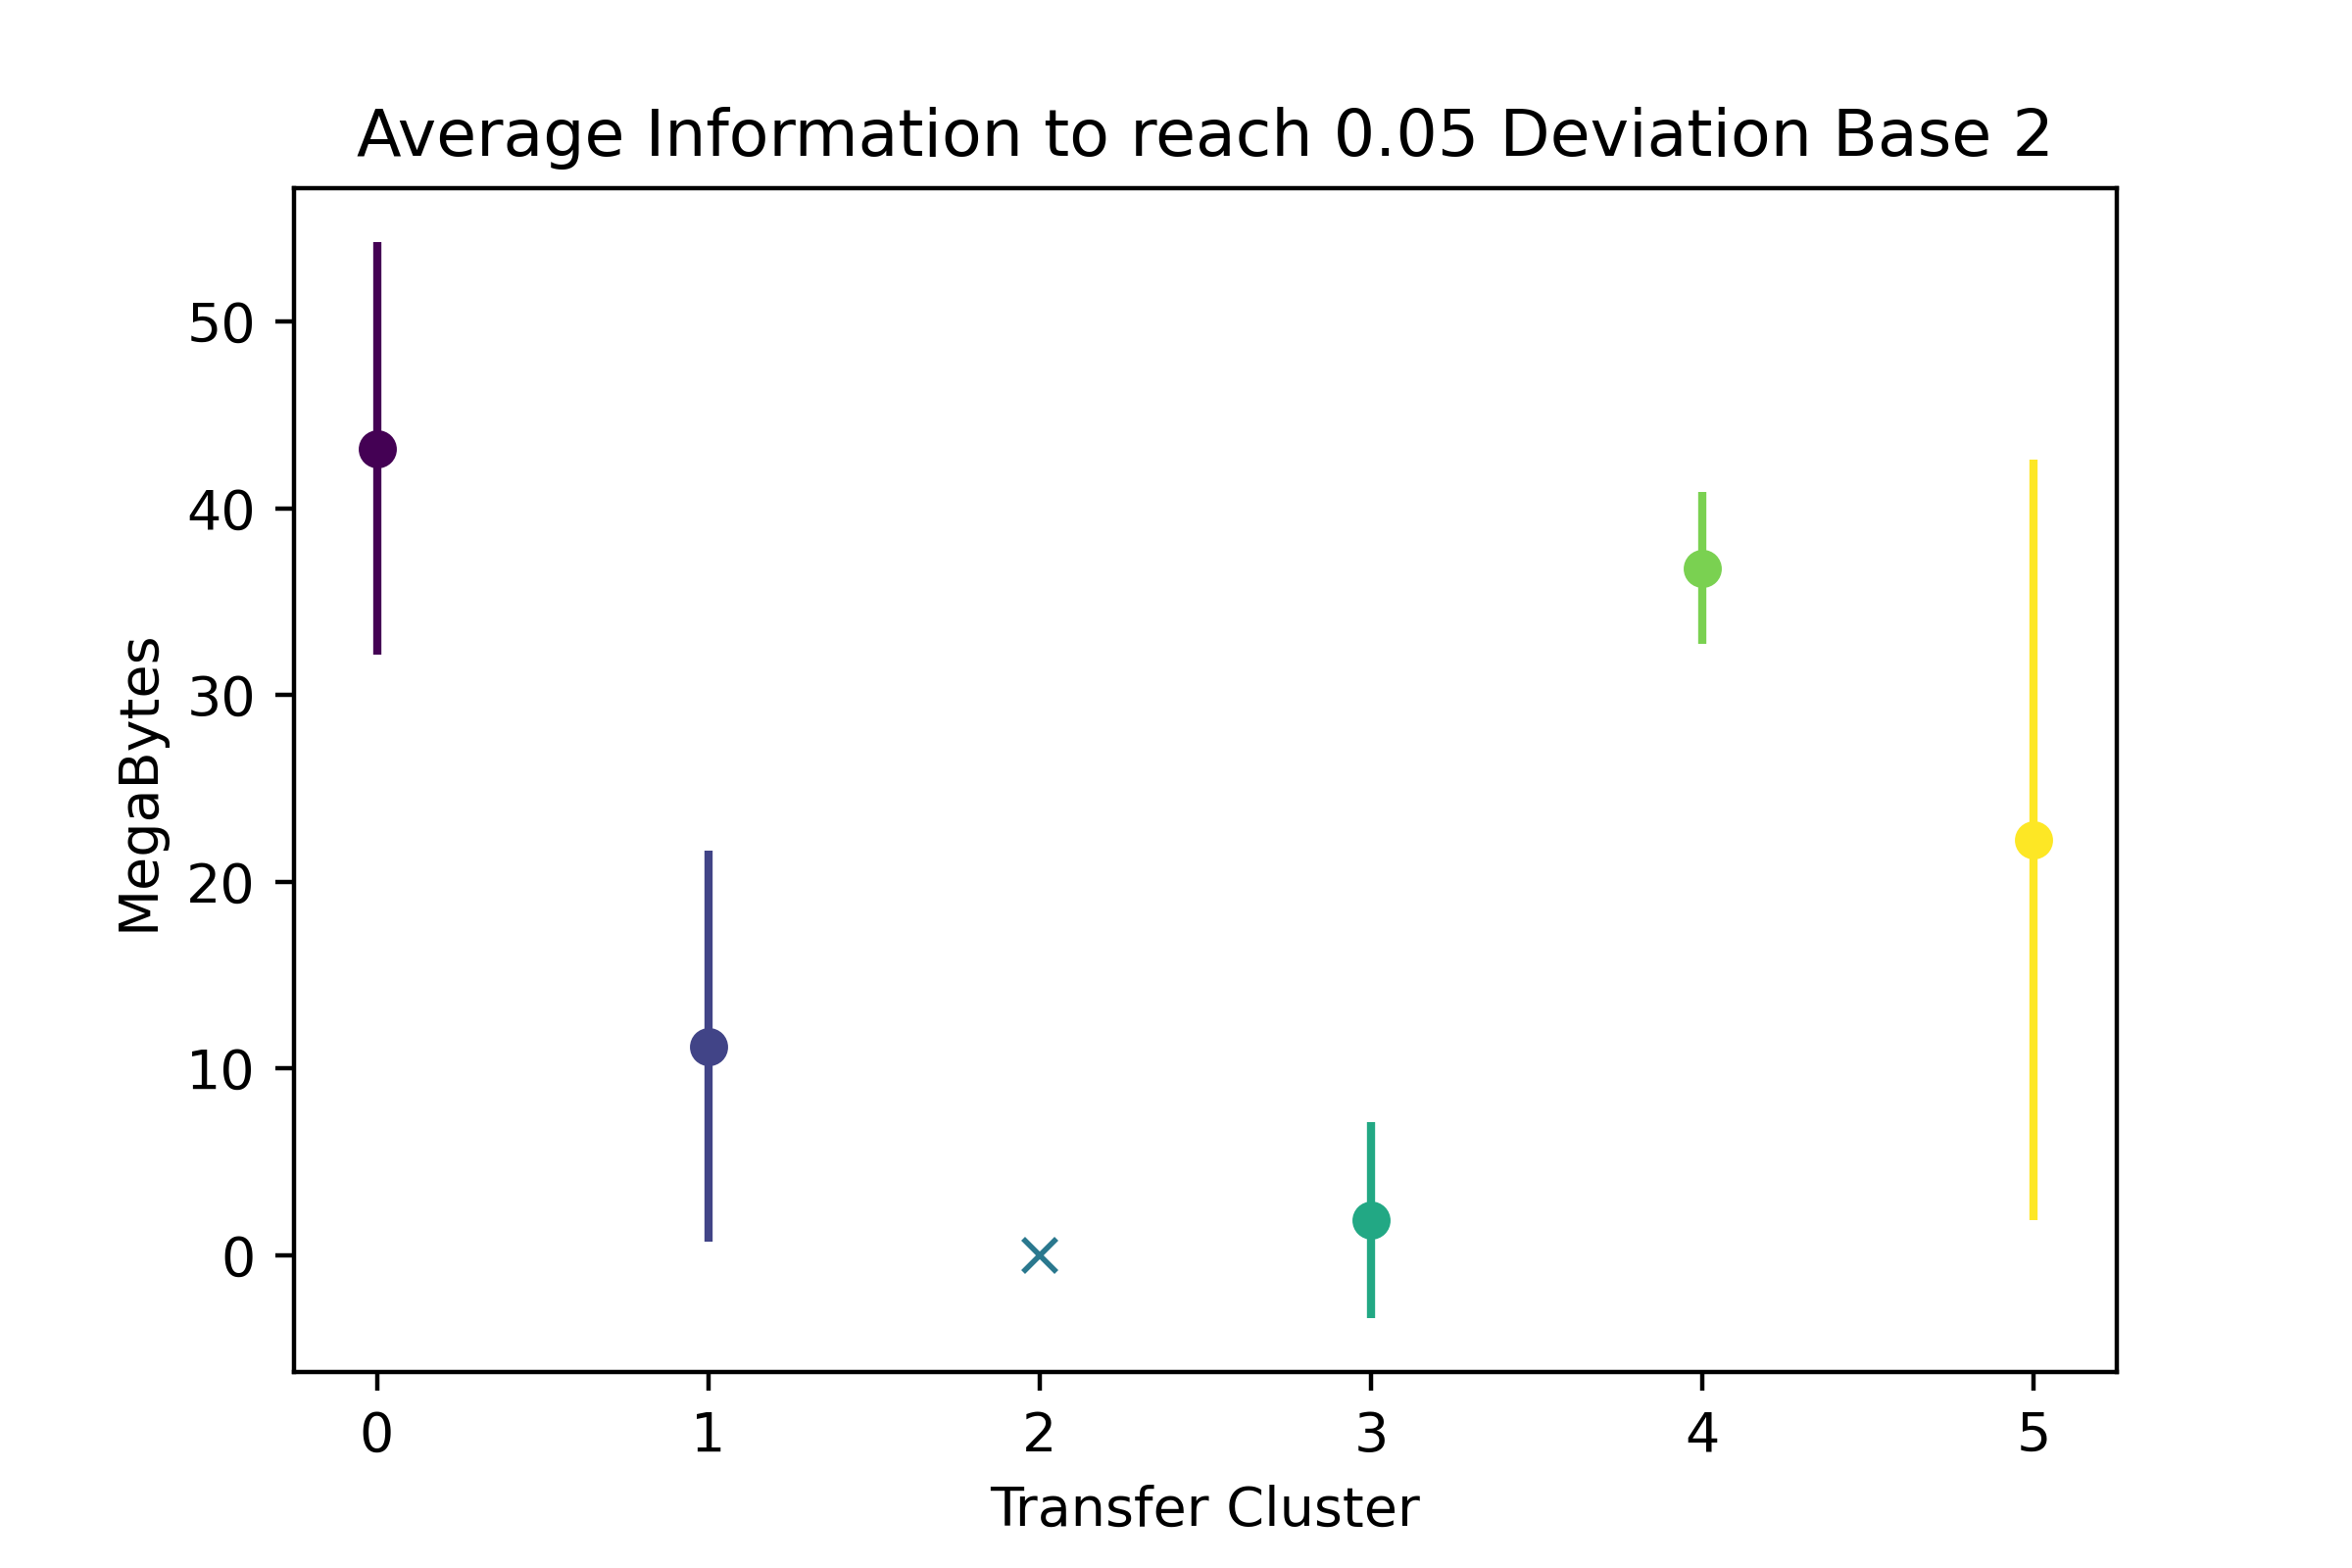 Average Information to reach 0.05 Deviation Base 2
MegaBytes
50
40
30
20
10
0
0 1 2 3 4 5
Transfer Cluster